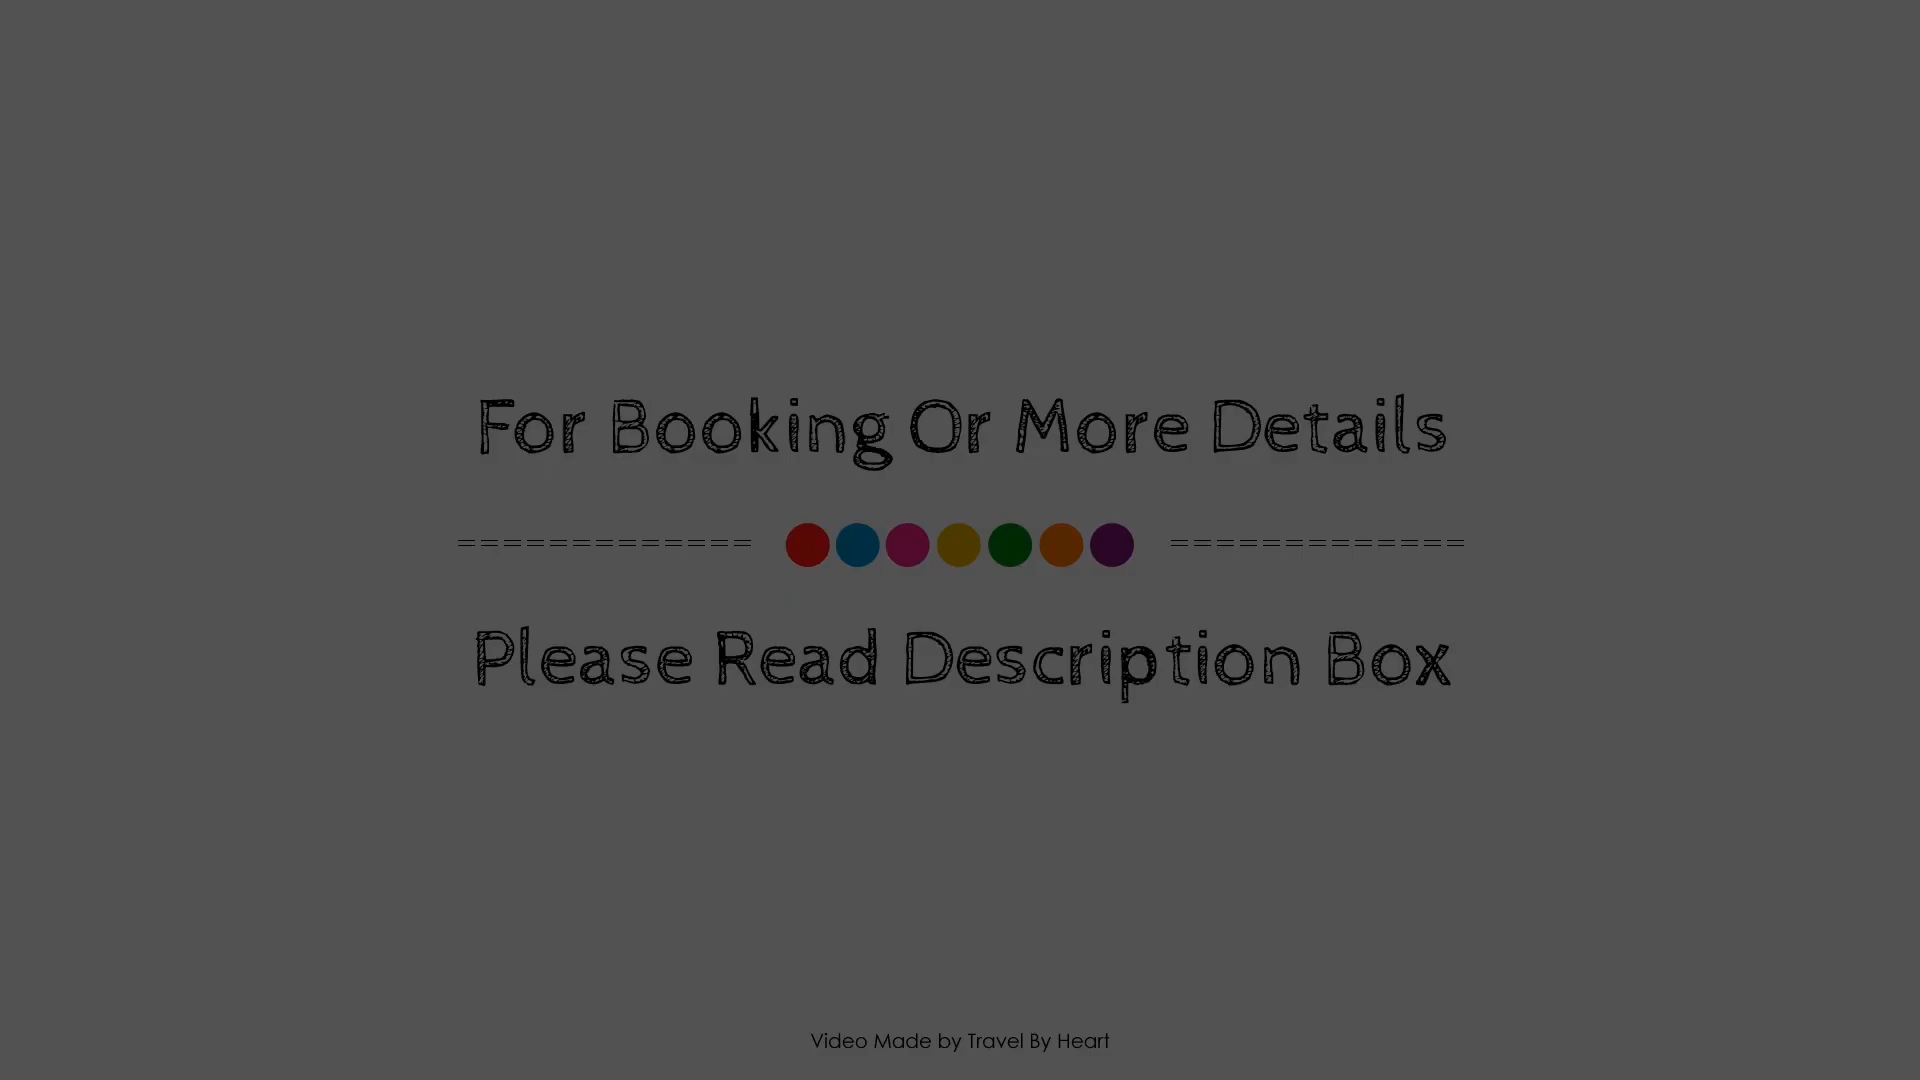 For Booking Or More Details
============= =============
Please Read Description Box
Video Made by Travel By Heart